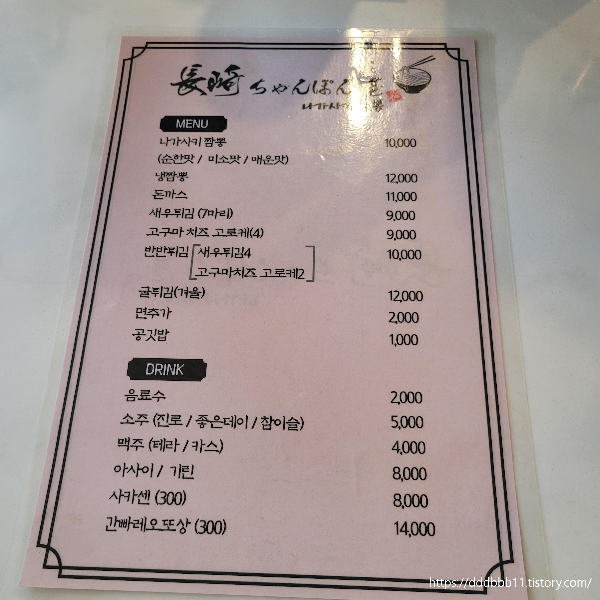 長崎 ちゃんぽん
나가사키 짬뽕
MENU
나가사키 짬뽕 10,000
(순한맛 / 미소맛 / 매운맛)
냉짬뽕 12,000
돈까스 11,000
새우튀김 (7마리) 9,000
고구마 치즈 고로케(4) 9,000
반반튀김 [새우튀김4 10,000
고구마치즈 고로케2]
굴튀김(겨울) 12,000
면추가 2,000
공깃밥 1,000
DRINK
음료수 2,000
소주 (진로 / 좋은데이 / 참이슬) 5,000
맥주 (테라 / 카스) 4,000
아사이 / 기린 8,000
사카센 (300) 8,000
간빠레오또상 (300) 14,000
https://dddbbb11.tistory.com/